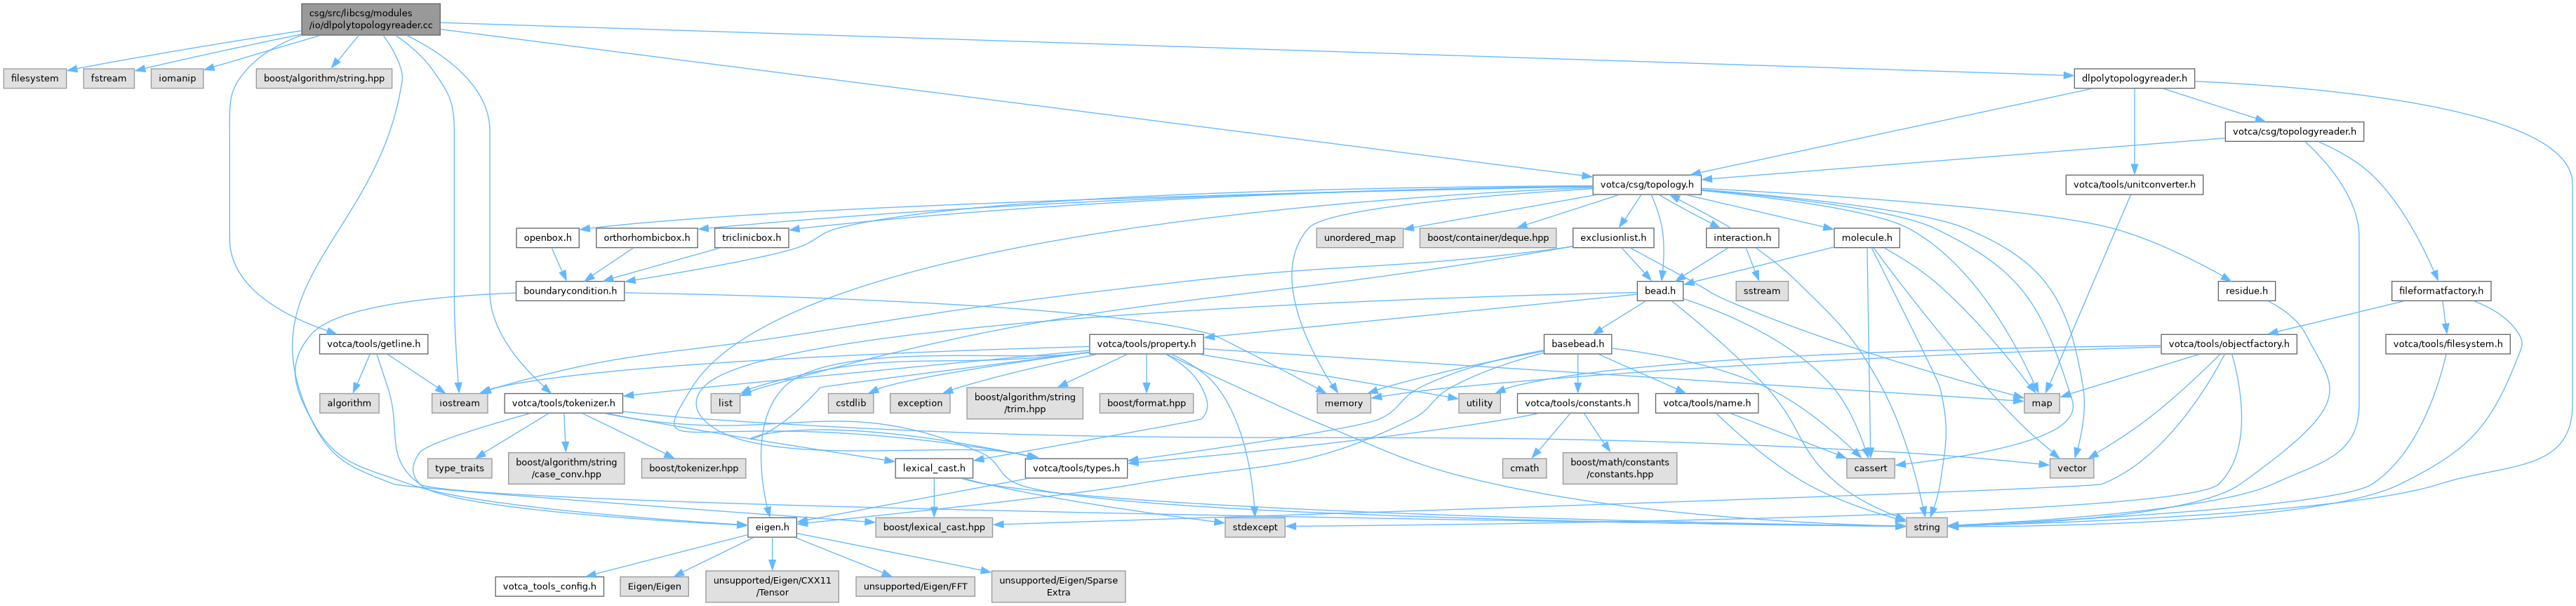 csg/src/libcsg/modules
/io/dlpolytopologyreader.cc
filesystem
fstream
iomanip
boost/algorithm/string.hpp
dlpolytopologyreader.h
votca/csg/topologyreader.h
votca/csg/topology.h
votca/tools/unitconverter.h
openbox.h
orthorhombicbox.h
triclinicbox.h
unordered_map
boost/container/deque.hpp
exclusionlist.h
interaction.h
molecule.h
boundarycondition.h
bead.h
sstream
residue.h
fileformatfactory.h
votca/tools/getline.h
votca/tools/property.h
basebead.h
votca/tools/objectfactory.h
votca/tools/filesystem.h
algorithm
iostream
votca/tools/tokenizer.h
list
cstdlib
exception
boost/algorithm/string
/trim.hpp
boost/format.hpp
memory
utility
votca/tools/constants.h
votca/tools/name.h
map
type_traits
boost/algorithm/string
/case_conv.hpp
boost/tokenizer.hpp
lexical_cast.h
votca/tools/types.h
cmath
boost/math/constants
/constants.hpp
cassert
vector
eigen.h
boost/lexical_cast.hpp
stdexcept
string
votca_tools_config.h
Eigen/Eigen
unsupported/Eigen/CXX11
/Tensor
unsupported/Eigen/FFT
unsupported/Eigen/Sparse
Extra